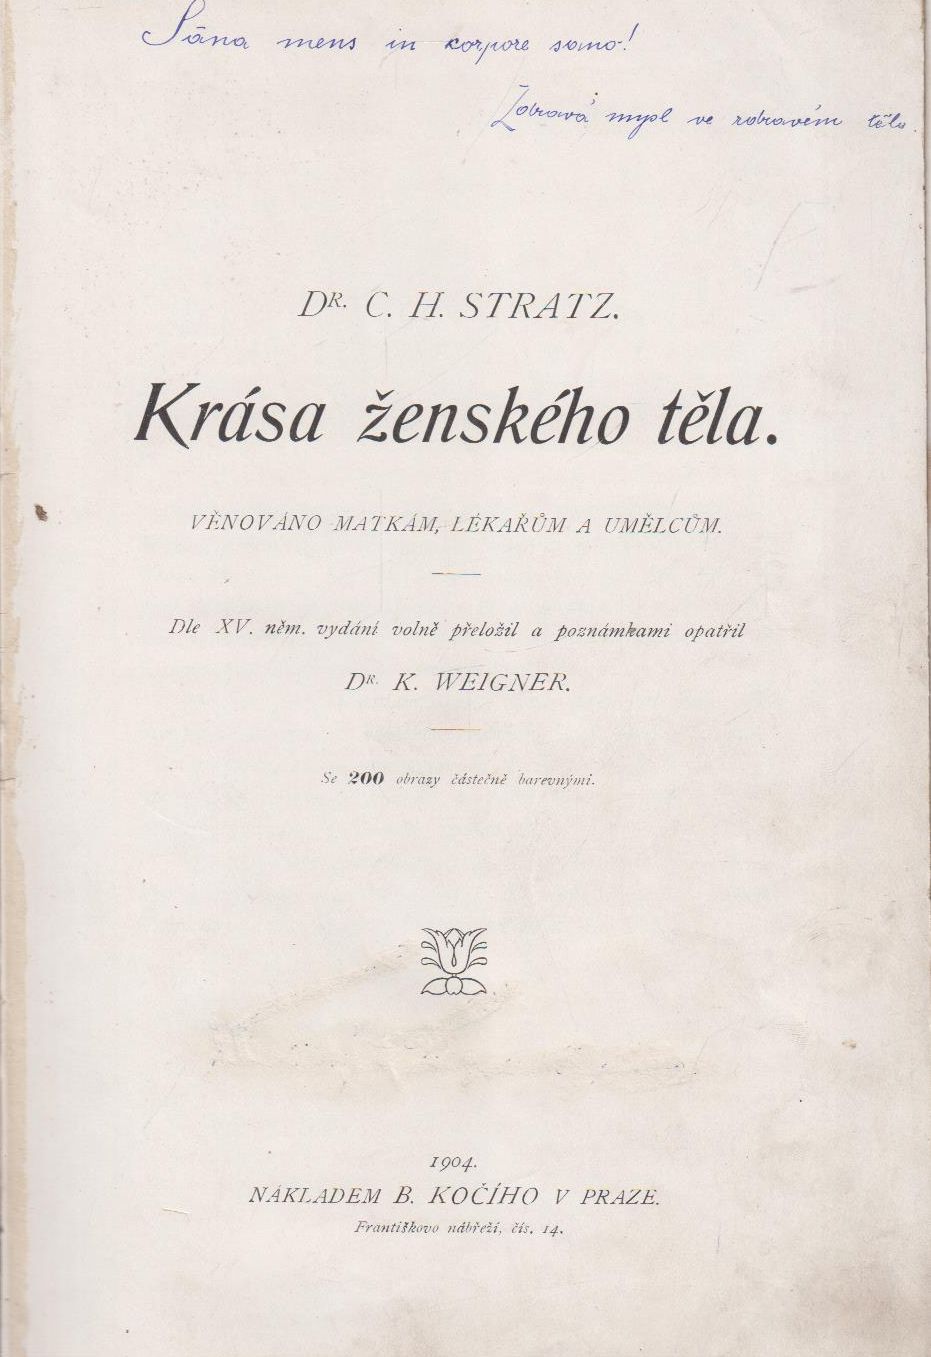 Sāna mens in corpore sano!
Zdravá mysl ve zdravém těle.
DR. C. H. STRATZ.
Krása ženského těla.
VĚNOVÁNO MATKÁM, LÉKAŘŮM A UMĚLCŮM.
Dle XV. něm. vydání volně přeložil a poznámkami opatřil
DR. K. WEIGNER.
Se 200 obrazy částečně barevnými.
1904.
NÁKLADEM B. KOČÍHO V PRAZE.
Františkovo nábřeží, čís. 14.